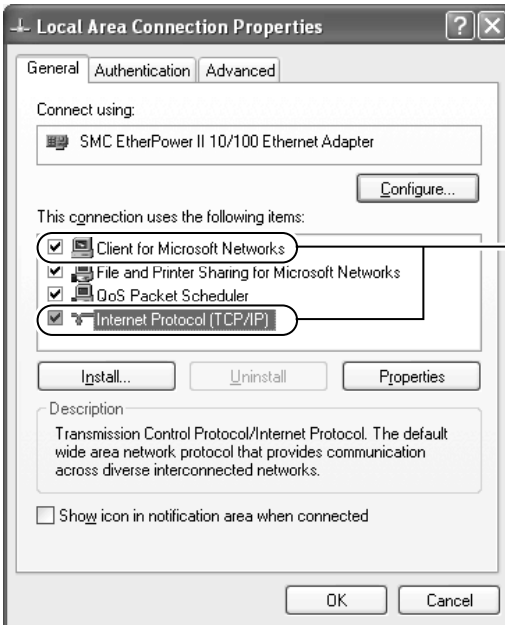 Local Area Connection Properties
General Authentication Advanced
Connect using:
SMC EtherPower II 10/100 Ethernet Adapter
Configure...
This connection uses the following items:
Client for Microsoft Networks
File and Printer Sharing for Microsoft Networks
QoS Packet Scheduler
Internet Protocol (TCP/IP)
Install... Uninstall Properties
Description
Transmission Control Protocol/Internet Protocol. The default
wide area network protocol that provides communication
across diverse interconnected networks.
Show icon in notification area when connected
OK Cancel